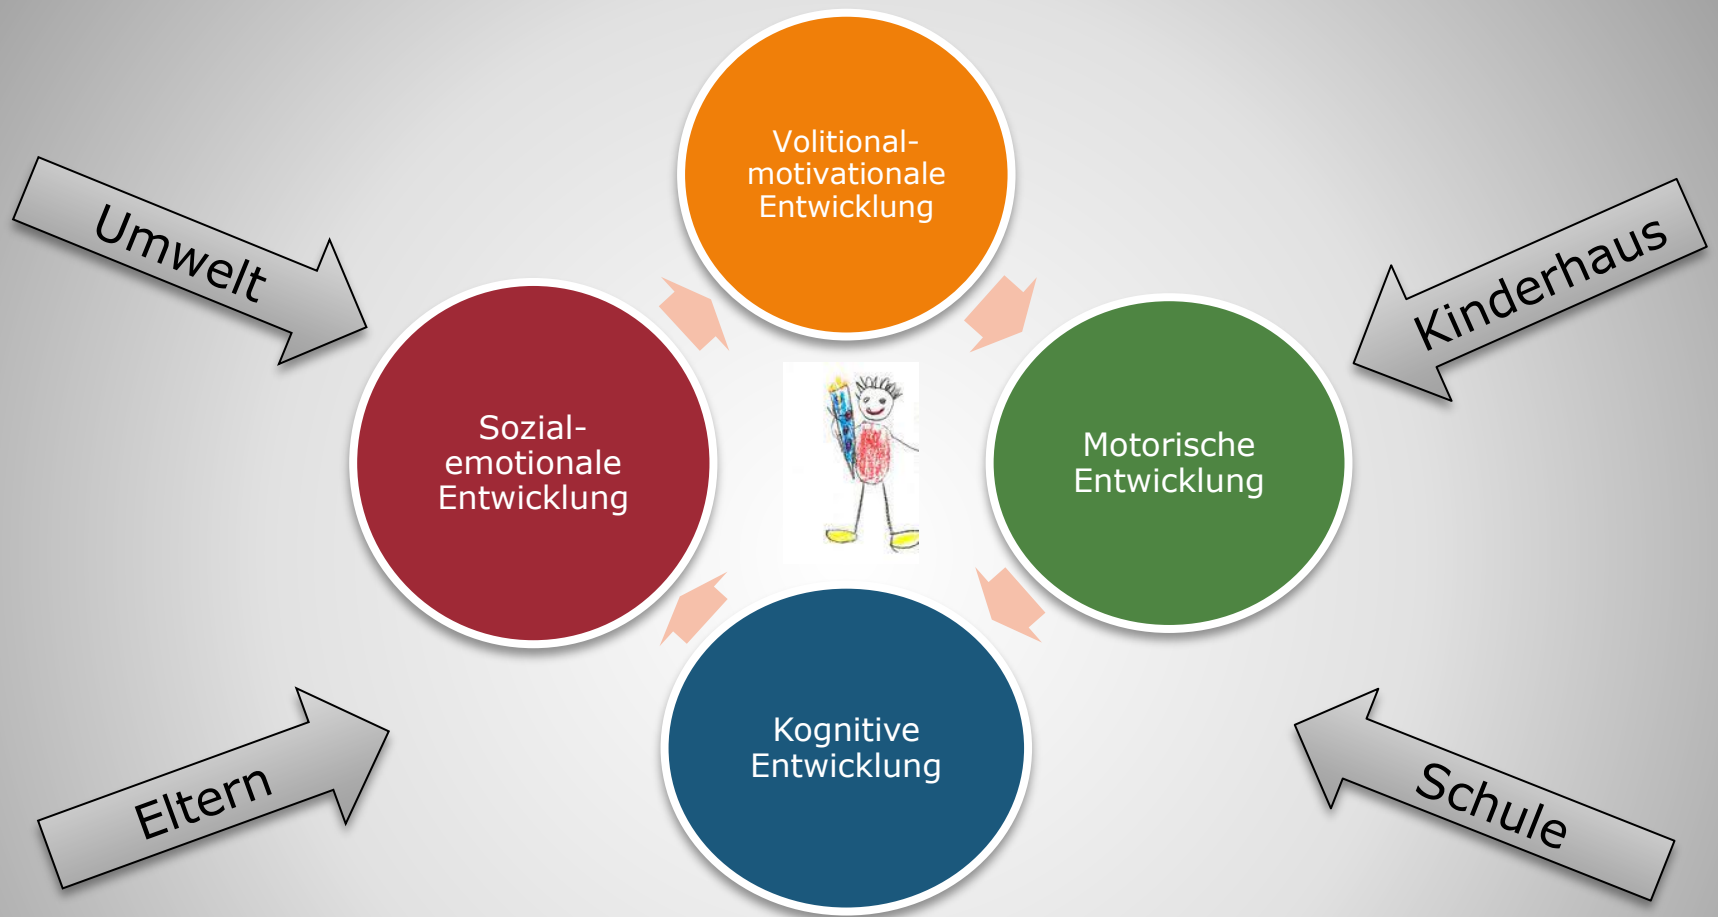 Volitional-
motivationale
Entwicklung
Umwelt
Kinderhaus
Sozial-
emotionale
Entwicklung
Motorische
Entwicklung
Kognitive
Entwicklung
Eltern
Schule